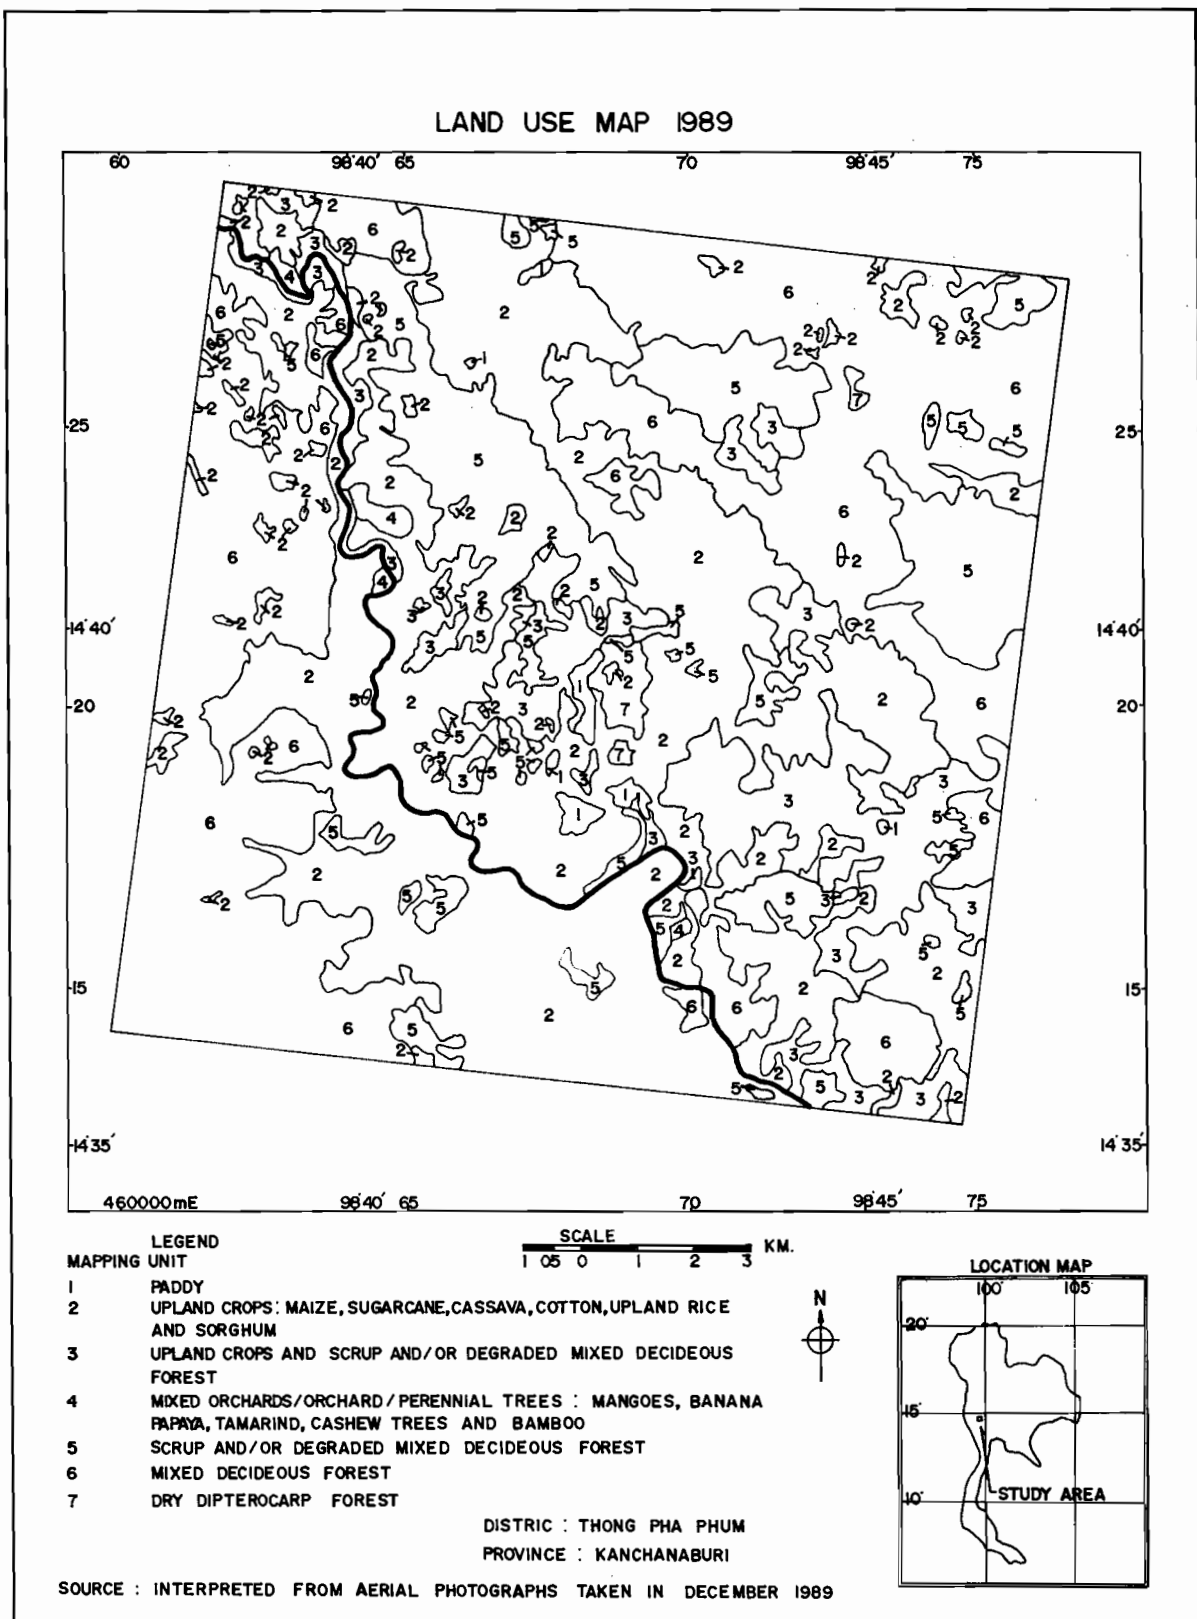 LAND USE MAP 1989
60 98°40′ 65 70 98°45′ 75
25 25
14°40′ 14°40′
20 20
15 15
14°35′ 14°35′
460000mE 98°40′ 65 70 98°45′ 75
LEGEND
MAPPING UNIT
1 PADDY
2 UPLAND CROPS: MAIZE, SUGARCANE, CASSAVA, COTTON, UPLAND RICE
AND SORGHUM
3 UPLAND CROPS AND SCRUP AND/OR DEGRADED MIXED DECIDEOUS
FOREST
4 MIXED ORCHARDS/ORCHARD/PERENNIAL TREES : MANGOES, BANANA
PAPAYA, TAMARIND, CASHEW TREES AND BAMBOO
5 SCRUP AND/OR DEGRADED MIXED DECIDEOUS FOREST
6 MIXED DECIDEOUS FOREST
7 DRY DIPTEROCARP FOREST
SCALE
1 05 0 1 2 3 KM.
N
LOCATION MAP
100° 105°
20°
15°
10°
STUDY AREA
DISTRIC : THONG PHA PHUM
PROVINCE : KANCHANABURI
SOURCE : INTERPRETED FROM AERIAL PHOTOGRAPHS TAKEN IN DECEMBER 1989